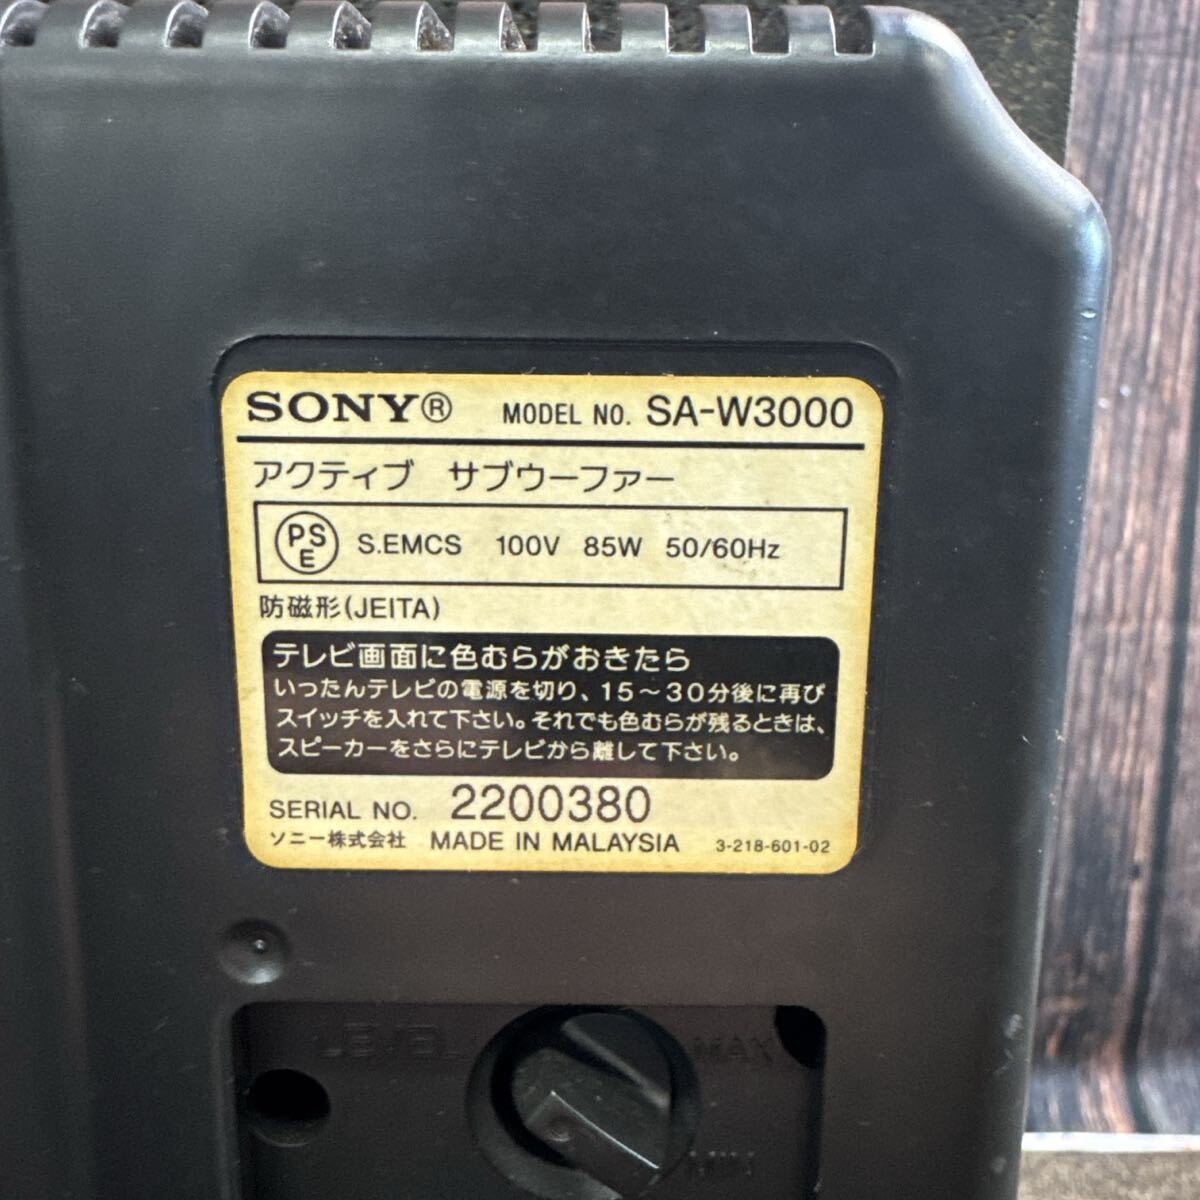 SONY® MODEL NO. SA-W3000
アクティブ サブウーファー
PSE S.EMCS 100V 85W 50/60Hz
防磁形(JEITA)
テレビ画面に色むらがおきたら
いったんテレビの電源を切り、15～30分後に再び
スイッチを入れて下さい。それでも色むらが残るときは、
スピーカーをさらにテレビから離して下さい。
SERIAL NO. 2200380
ソニー株式会社 MADE IN MALAYSIA 3-218-601-02
LEVEL MAX
MIN